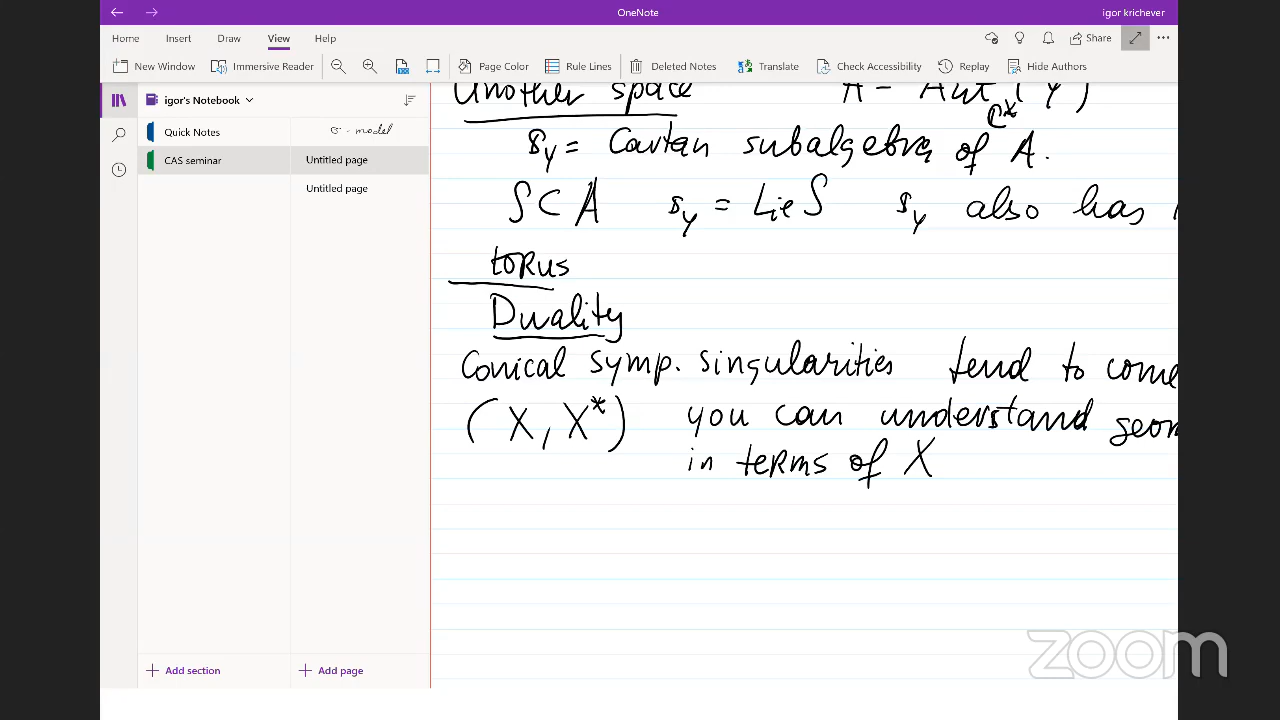 OneNote
igor krichever
Home Insert Draw View Help
Share
New Window Immersive Reader Page Color Rule Lines Deleted Notes Translate Check Accessibility Replay Hide Authors
igor's Notebook
Quick Notes
CAS seminar
σ-model
Untitled page
Untitled page
Add section
Add page
Another space A = Aut_C* (Y)
s_Y = Cartan subalgebra of A.
S ⊂ A s_Y = Lie S s_Y also has
torus
Duality
Conical symp. singularities tend to come
(X, X*) you can understand geom
in terms of X
zoom